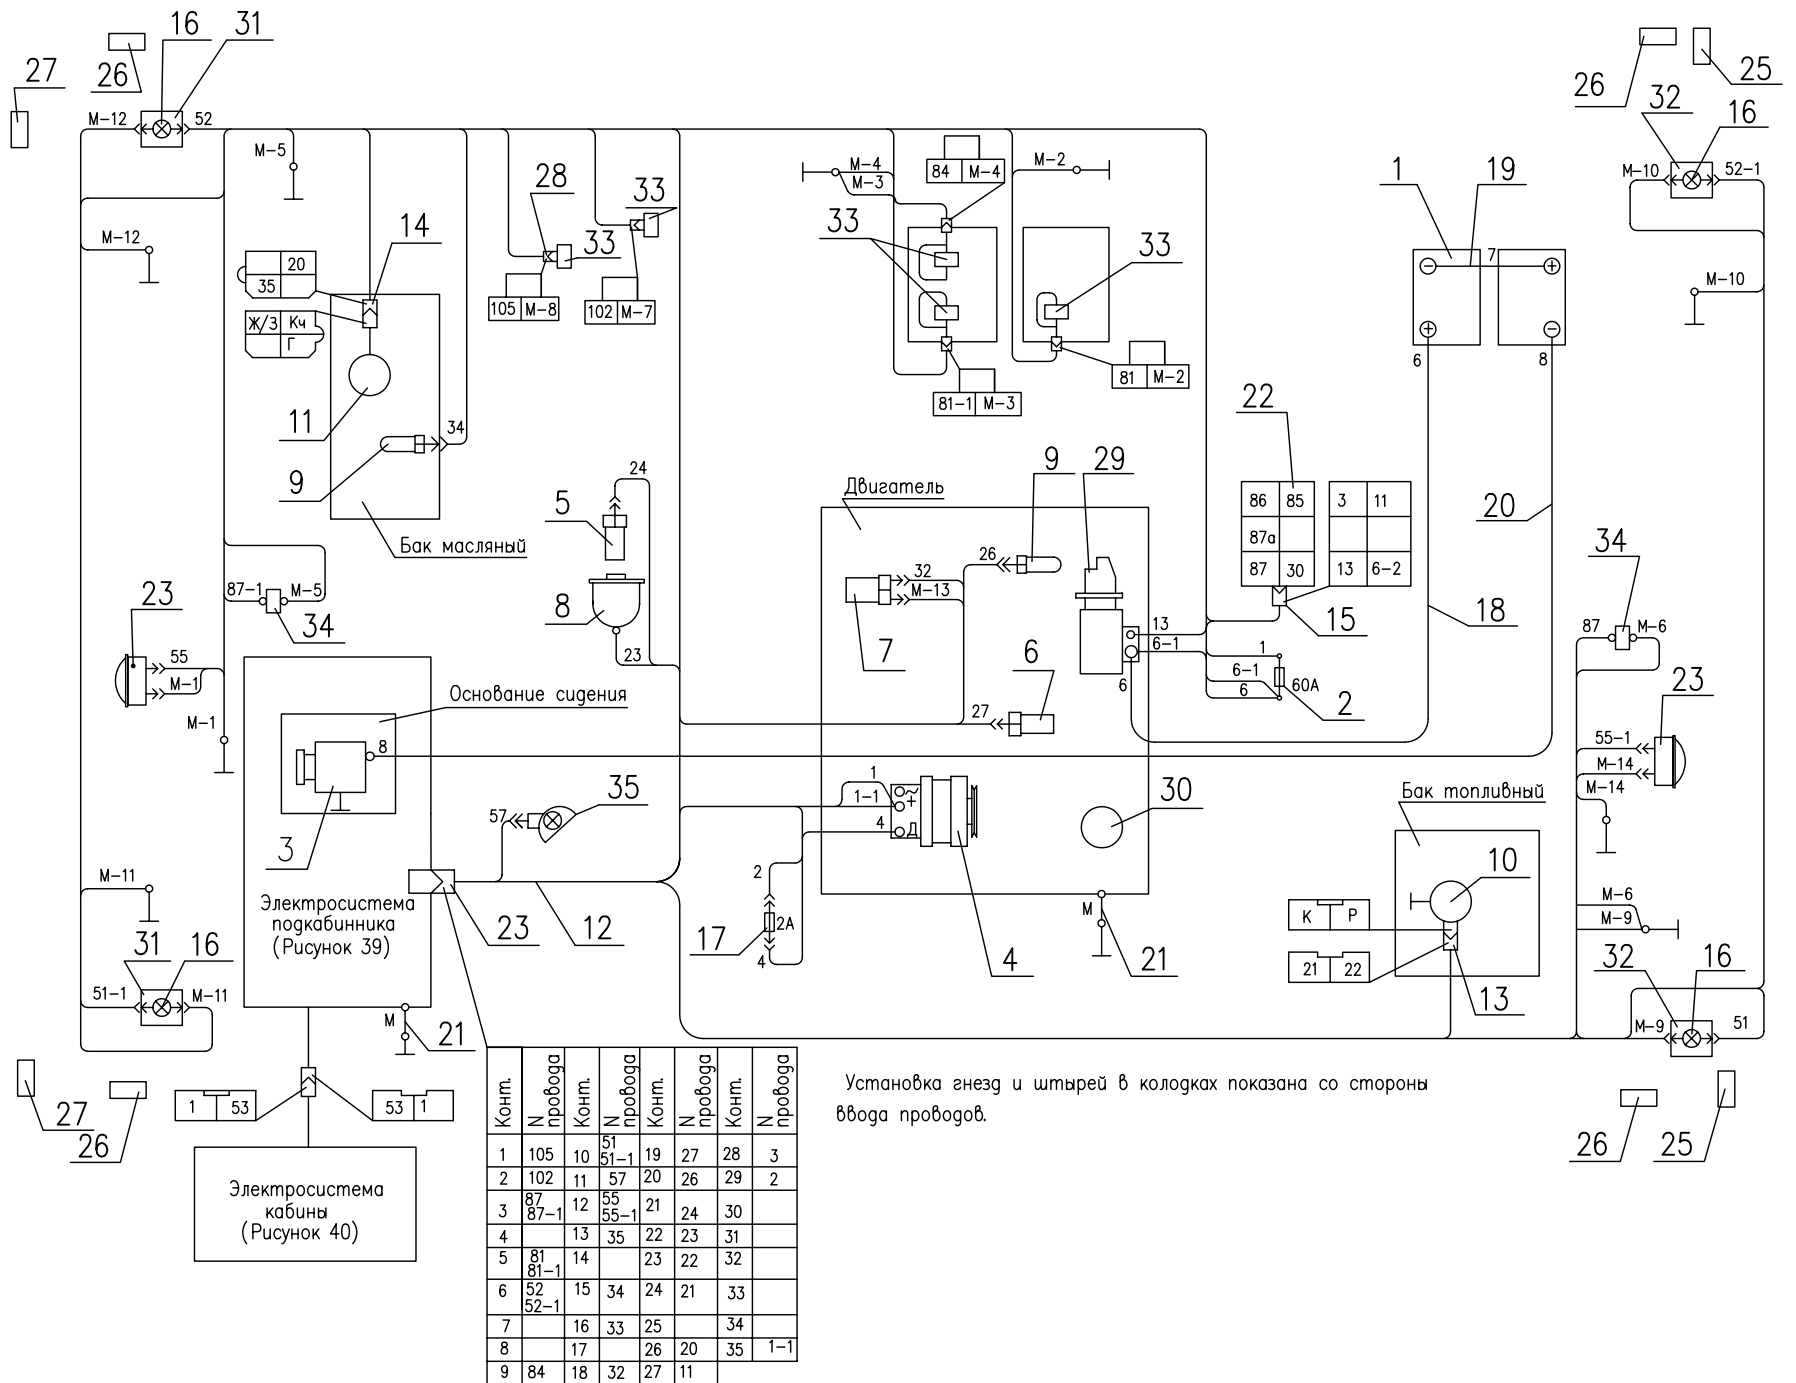 16
31
27
26
М-12
52
М-5
28
33
33
14
20
35
Ж/З
Кч
Г
105
М-8
102
М-7
М-12
11
9
34
Бак масляный
М-4
М-3
84
М-4
М-2
33
33
81
М-2
81-1
М-3
26
25
32
16
М-10
52-1
1
19
7
М-10
6
8
22
86
85
87а
87
30
3
11
13
6-2
15
20
18
24
5
8
23
Двигатель
9
29
26
32
М-13
7
6
27
13
6-1
6
1
6-1
6
60А
2
34
87
М-6
23
55-1
М-14
М-14
23
55
М-1
87-1
М-5
34
М-1
Основание сидения
8
3
57
35
1
1-1
4
~
+
Д
30
Бак топливный
10
К
Р
21
22
13
М-6
М-9
М-11
Электросистема
подкабинника
(Рисунок 39)
23
12
2
17
2А
4
4
М
21
31
16
51-1
М-11
М
21
32
16
М-9
51
27
26
1
53
53
1
26
25
Электросистема
кабины
(Рисунок 40)
Установка гнезд и штырей в колодках показана со стороны
ввода проводов.
Конт. N провода Конт. N провода Конт. N провода Конт. N провода
1 105 10 51 51-1 19 27 28 3
2 102 11 57 20 26 29 2
3 87 87-1 12 55 55-1 21 24 30
4 13 35 22 23 31
5 81 81-1 14 23 22 32
6 52 52-1 15 34 24 21 33
7 16 33 25 34
8 17 26 20 35 1-1
9 84 18 32 27 11